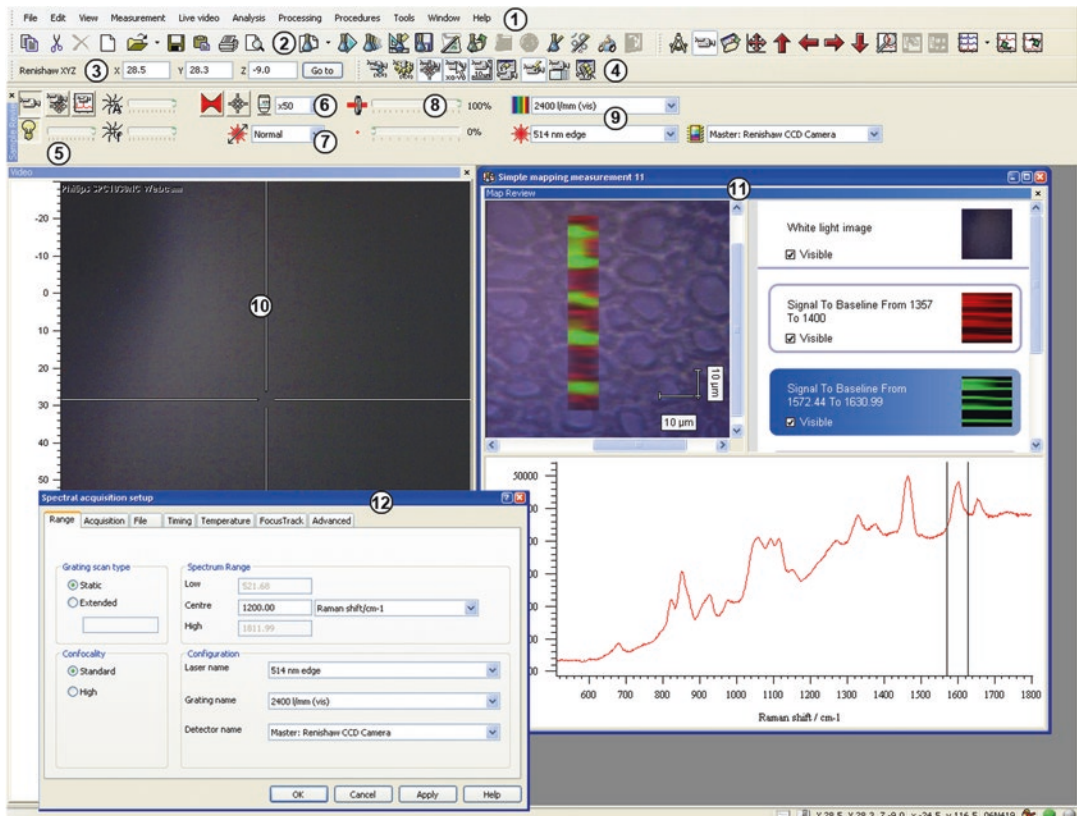 File Edit View Measurement Live video Analysis Processing Procedures Tools Window Help 1
2
Renishaw XYZ 3 X 28.5 Y 28.3 Z -9.0 Go to 4
x50 6 8 100% 2400 l/mm (vis) 9
5 Normal 7 0% 514 nm edge Master: Renishaw CCD Camera
Video
Philips SPC1030NC Webcam
-20
-10
0
10
20
30
40
50
10
Simple mapping measurement 11
Map Review 11
10 µm
10 µm
White light image
Visible
Signal To Baseline From 1357
To 1400
Visible
Signal To Baseline From
1572.44 To 1630.99
Visible
50000
600 700 800 900 1000 1100 1200 1300 1400 1500 1600 1700 1800
Raman shift / cm-1
Spectral acquisition setup 12
Range Acquisition File Timing Temperature FocusTrack Advanced
Grating scan type
Static
Extended
Spectrum Range
Low 521.68
Centre 1200.00 Raman shift/cm-1
High 1811.99
Confocality
Standard
High
Configuration
Laser name 514 nm edge
Grating name 2400 l/mm (vis)
Detector name Master: Renishaw CCD Camera
OK Cancel Apply Help